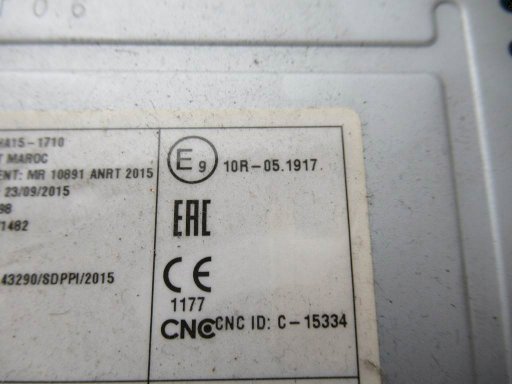 HA1S-1710
T MAROC
ENT: MR 10891 ANRT 2015
23/09/2015
98
1482
43290/SDPPI/2015
E9 10R-05.1917
EAC
CE
1177
CNC CNC ID: C-15334